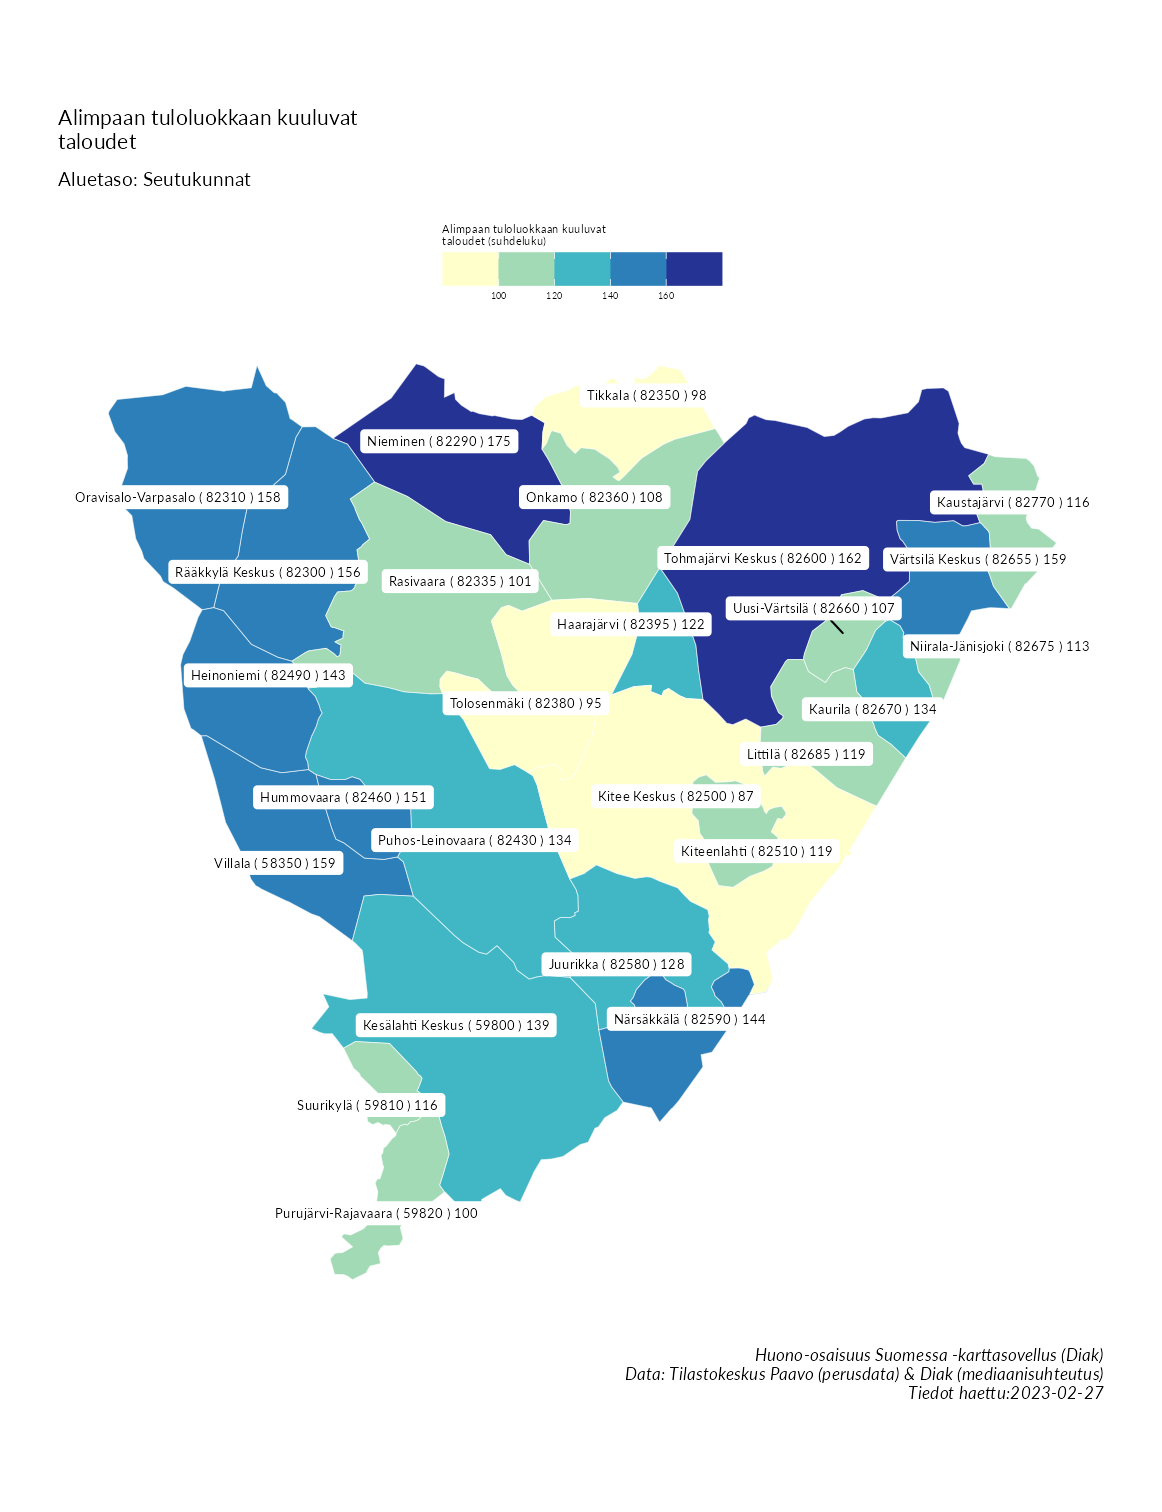 Alimpaan tuloluokkaan kuuluvat
taloudet
Aluetaso: Seutukunnat
Alimpaan tuloluokkaan kuuluvat
taloudet (suhdeluku)
100 120 140 160
Tikkala ( 82350 ) 98
Nieminen ( 82290 ) 175
Oravisalo-Varpasalo ( 82310 ) 158
Onkamo ( 82360 ) 108
Kaustajärvi ( 82770 ) 116
Tohmajärvi Keskus ( 82600 ) 162
Värtsilä Keskus ( 82655 ) 159
Rääkkylä Keskus ( 82300 ) 156
Rasivaara ( 82335 ) 101
Uusi-Värtsilä ( 82660 ) 107
Haarajärvi ( 82395 ) 122
Niirala-Jänisjoki ( 82675 ) 113
Heinoniemi ( 82490 ) 143
Tolosenmäki ( 82380 ) 95
Kaurila ( 82670 ) 134
Littilä ( 82685 ) 119
Hummovaara ( 82460 ) 151
Kitee Keskus ( 82500 ) 87
Puhos-Leinovaara ( 82430 ) 134
Kiteenlahti ( 82510 ) 119
Villala ( 58350 ) 159
Juurikka ( 82580 ) 128
Närsäkkälä ( 82590 ) 144
Kesälahti Keskus ( 59800 ) 139
Suurikylä ( 59810 ) 116
Purujärvi-Rajavaara ( 59820 ) 100
Huono-osaisuus Suomessa -karttasovellus (Diak)
Data: Tilastokeskus Paavo (perusdata) & Diak (mediaanisuhteutus)
Tiedot haettu:2023-02-27